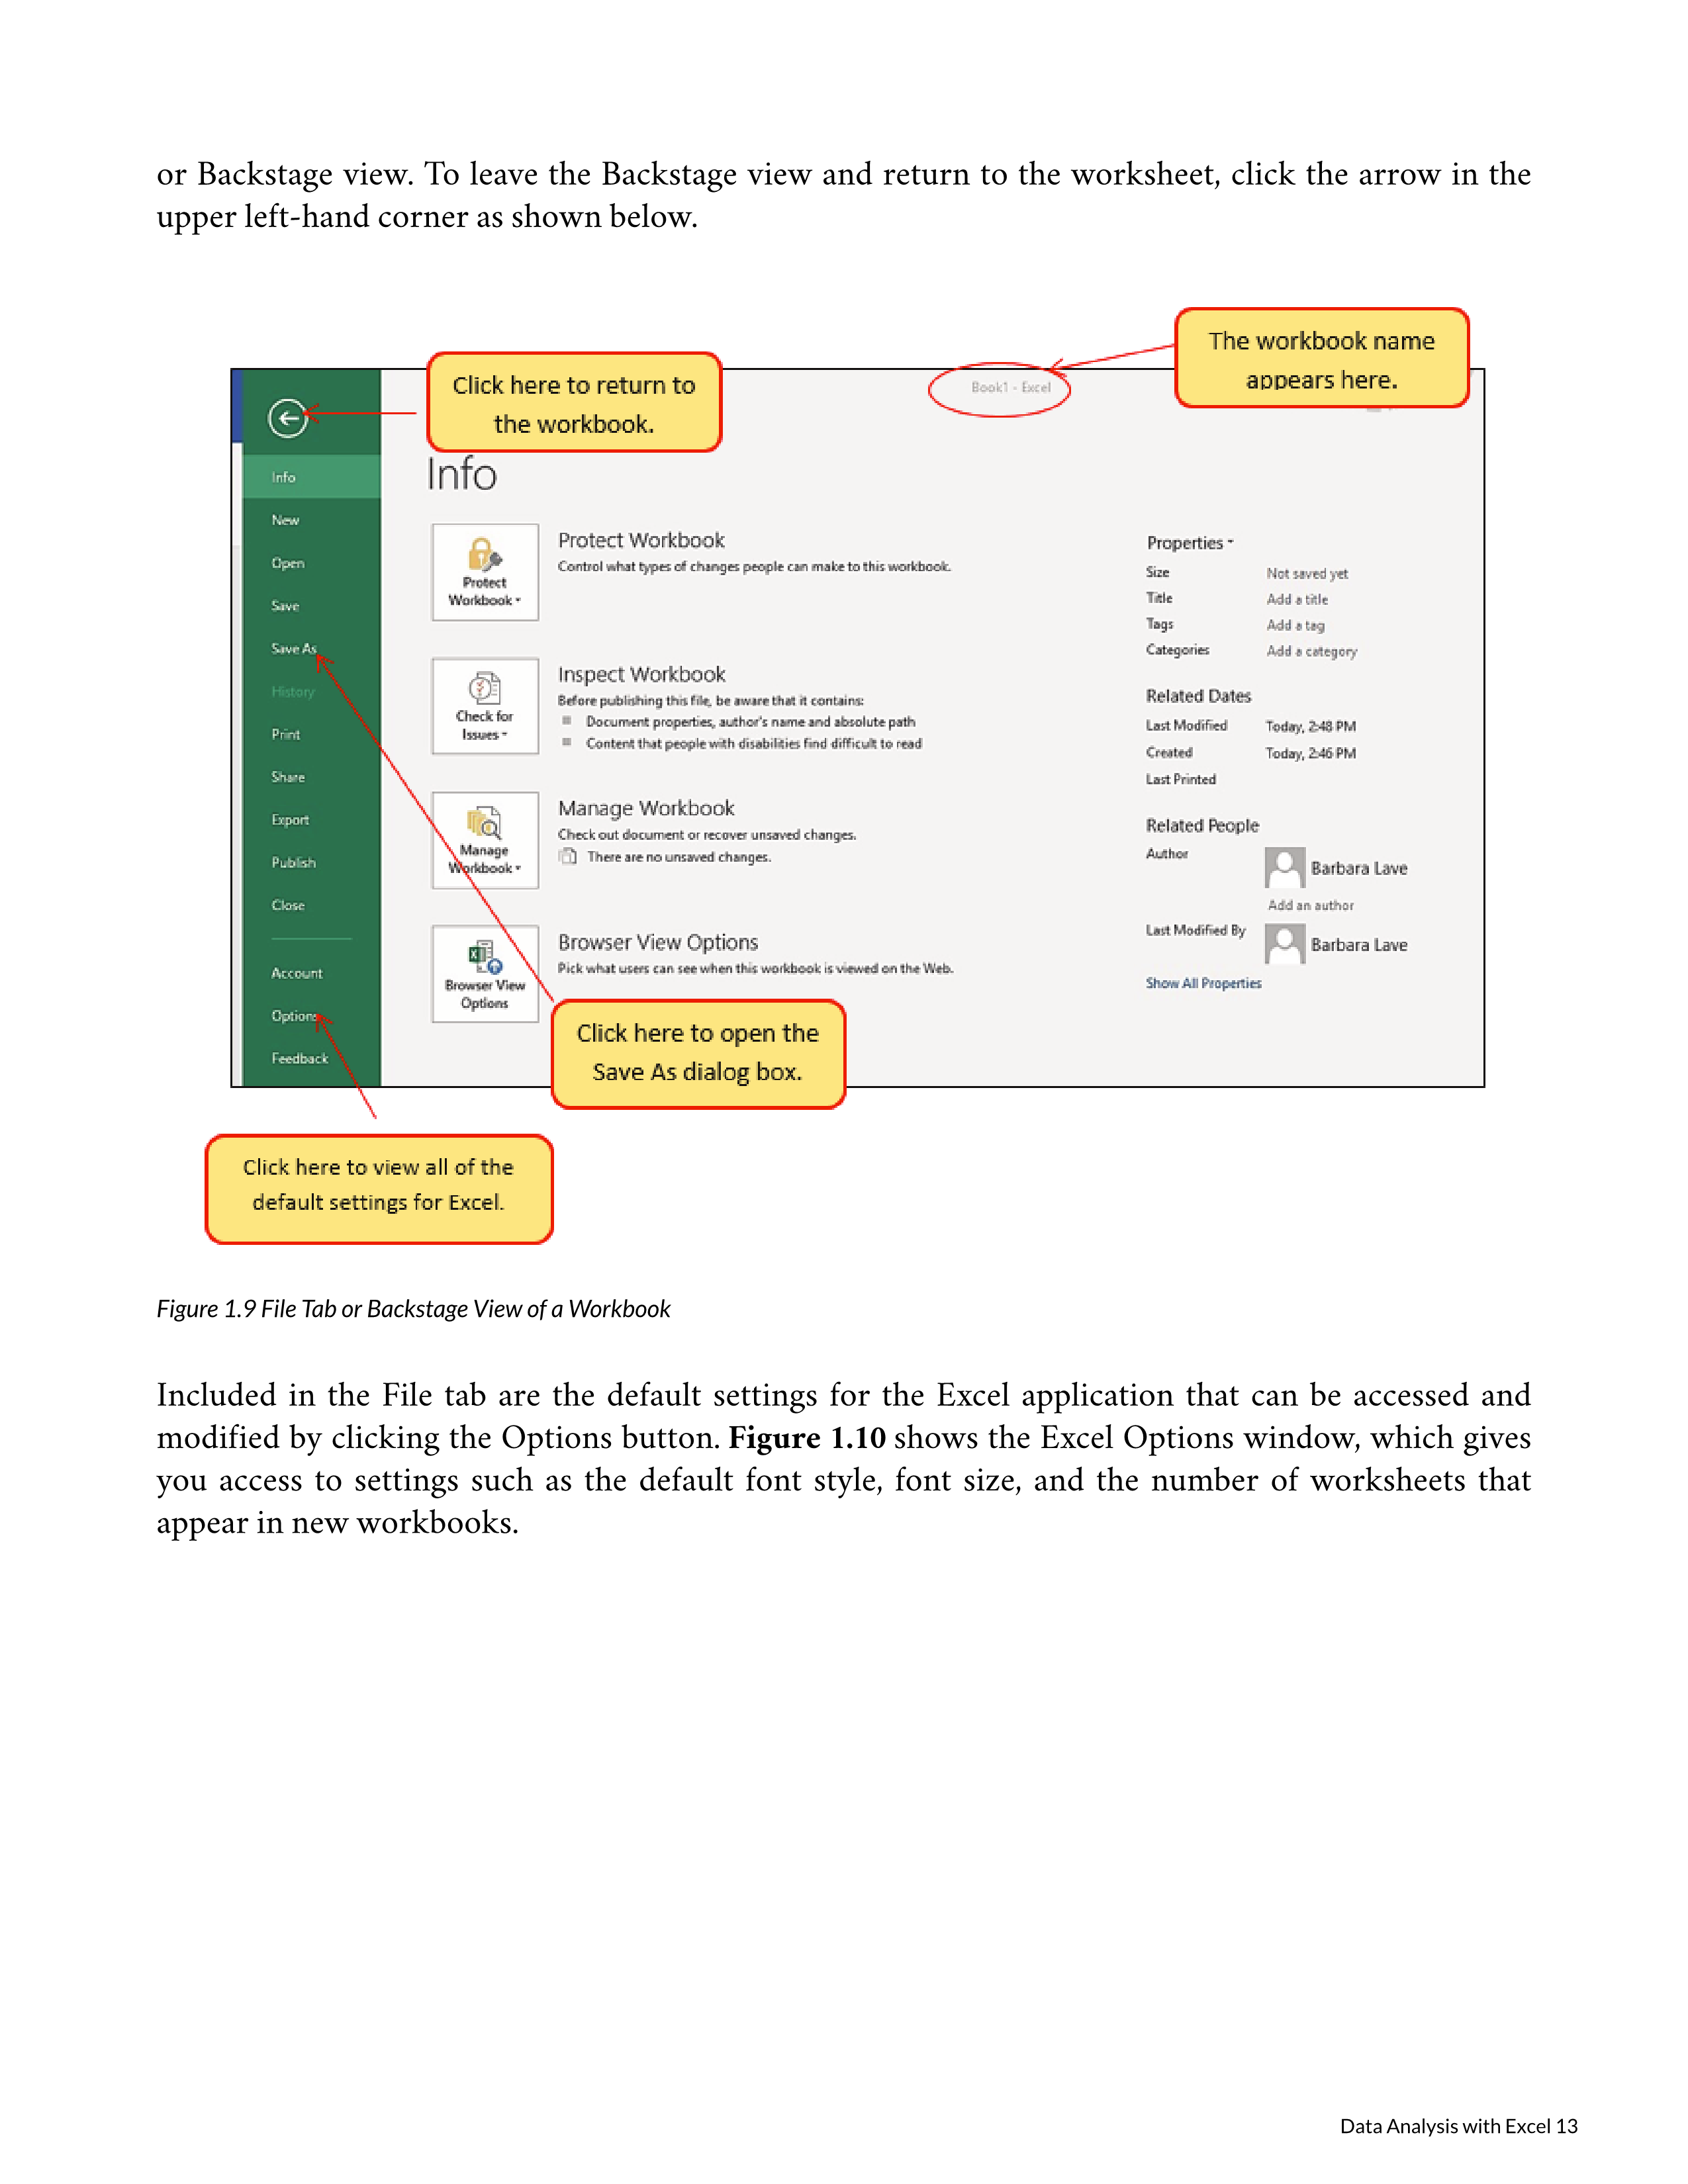 or Backstage view. To leave the Backstage view and return to the worksheet, click the arrow in the
upper left-hand corner as shown below.
The workbook name
appears here.
Click here to return to
the workbook.
Book1 - Excel
Info
Info
New
Open
Save
Save As
History
Print
Share
Export
Publish
Close
Account
Options
Feedback
Protect
Workbook
Protect Workbook
Control what types of changes people can make to this workbook.
Check for
Issues
Inspect Workbook
Before publishing this file, be aware that it contains:
Document properties, author's name and absolute path
Content that people with disabilities find difficult to read
Manage
Workbook
Manage Workbook
Check out document or recover unsaved changes.
There are no unsaved changes.
Browser View
Options
Browser View Options
Pick what users can see when this workbook is viewed on the Web.
Properties
Size Not saved yet
Title Add a title
Tags Add a tag
Categories Add a category
Related Dates
Last Modified Today, 2:48 PM
Created Today, 2:46 PM
Last Printed
Related People
Author Barbara Lave
Add an author
Last Modified By Barbara Lave
Show All Properties
Click here to open the
Save As dialog box.
Click here to view all of the
default settings for Excel.
Figure 1.9 File Tab or Backstage View of a Workbook
Included in the File tab are the default settings for the Excel application that can be accessed and
modified by clicking the Options button. Figure 1.10 shows the Excel Options window, which gives
you access to settings such as the default font style, font size, and the number of worksheets that
appear in new workbooks.
Data Analysis with Excel 13